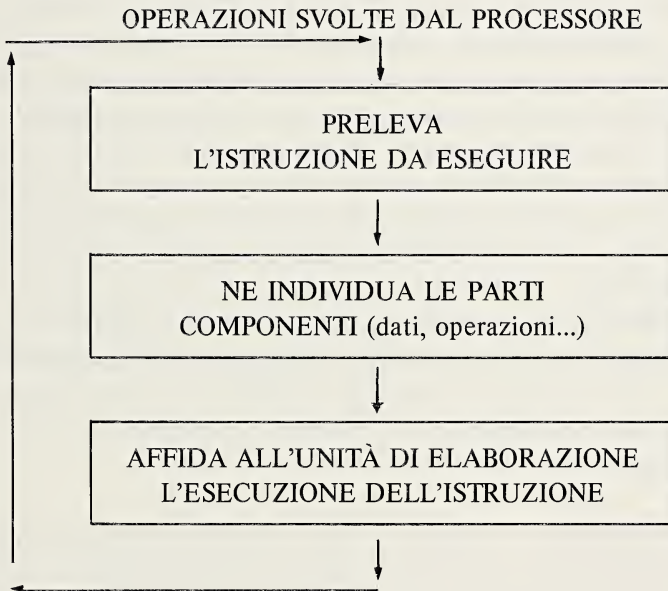 OPERAZIONI SVOLTE DAL PROCESSORE
PRELEVA
L'ISTRUZIONE DA ESEGUIRE
NE INDIVIDUA LE PARTI
COMPONENTI (dati, operazioni...)
AFFIDA ALL'UNITÀ DI ELABORAZIONE
L'ESECUZIONE DELL'ISTRUZIONE